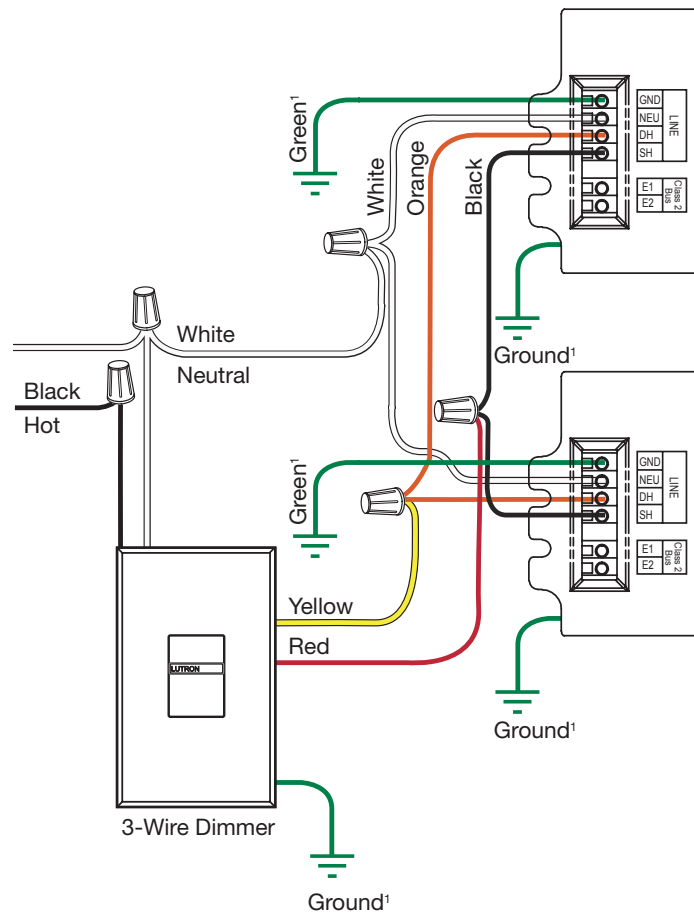 Green¹
White
Orange
Black
GND
NEU
DH
SH
LINE
E1
E2
Class 2
Bus
Ground¹
White
Neutral
Black
Hot
Green¹
GND
NEU
DH
SH
LINE
E1
E2
Class 2
Bus
Yellow
Red
LUTRON
Ground¹
3-Wire Dimmer
Ground¹